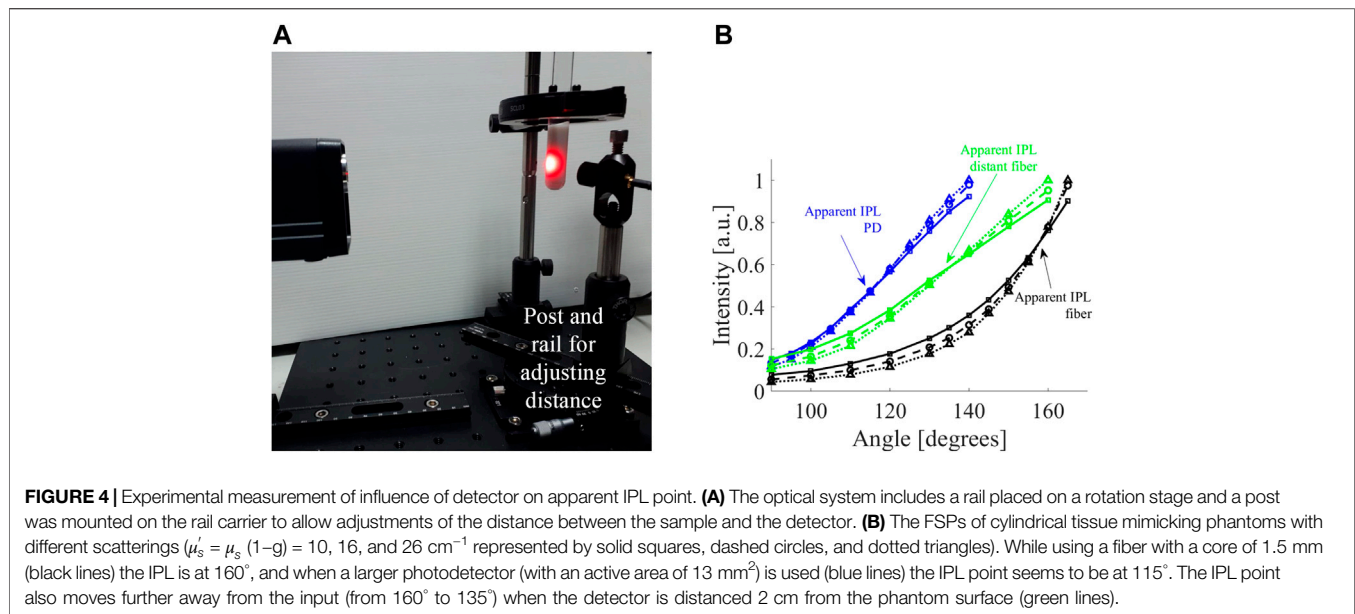 A
B
Post and
rail for
adjusting
distance
Apparent IPL
distant fiber
Apparent IPL
PD
Apparent IPL
fiber
Intensity [a.u.]
1
0.8
0.6
0.4
0.2
0
100
120
140
160
Angle [degrees]
FIGURE 4 | Experimental measurement of influence of detector on apparent IPL point. (A) The optical system includes a rail placed on a rotation stage and a post
was mounted on the rail carrier to allow adjustments of the distance between the sample and the detector. (B) The FSPs of cylindrical tissue mimicking phantoms with
different scatterings (μ′s = μs (1–g) = 10, 16, and 26 cm−1 represented by solid squares, dashed circles, and dotted triangles). While using a fiber with a core of 1.5 mm
(black lines) the IPL is at 160°, and when a larger photodetector (with an active area of 13 mm2) is used (blue lines) the IPL point seems to be at 115°. The IPL point
also moves further away from the input (from 160° to 135°) when the detector is distanced 2 cm from the phantom surface (green lines).